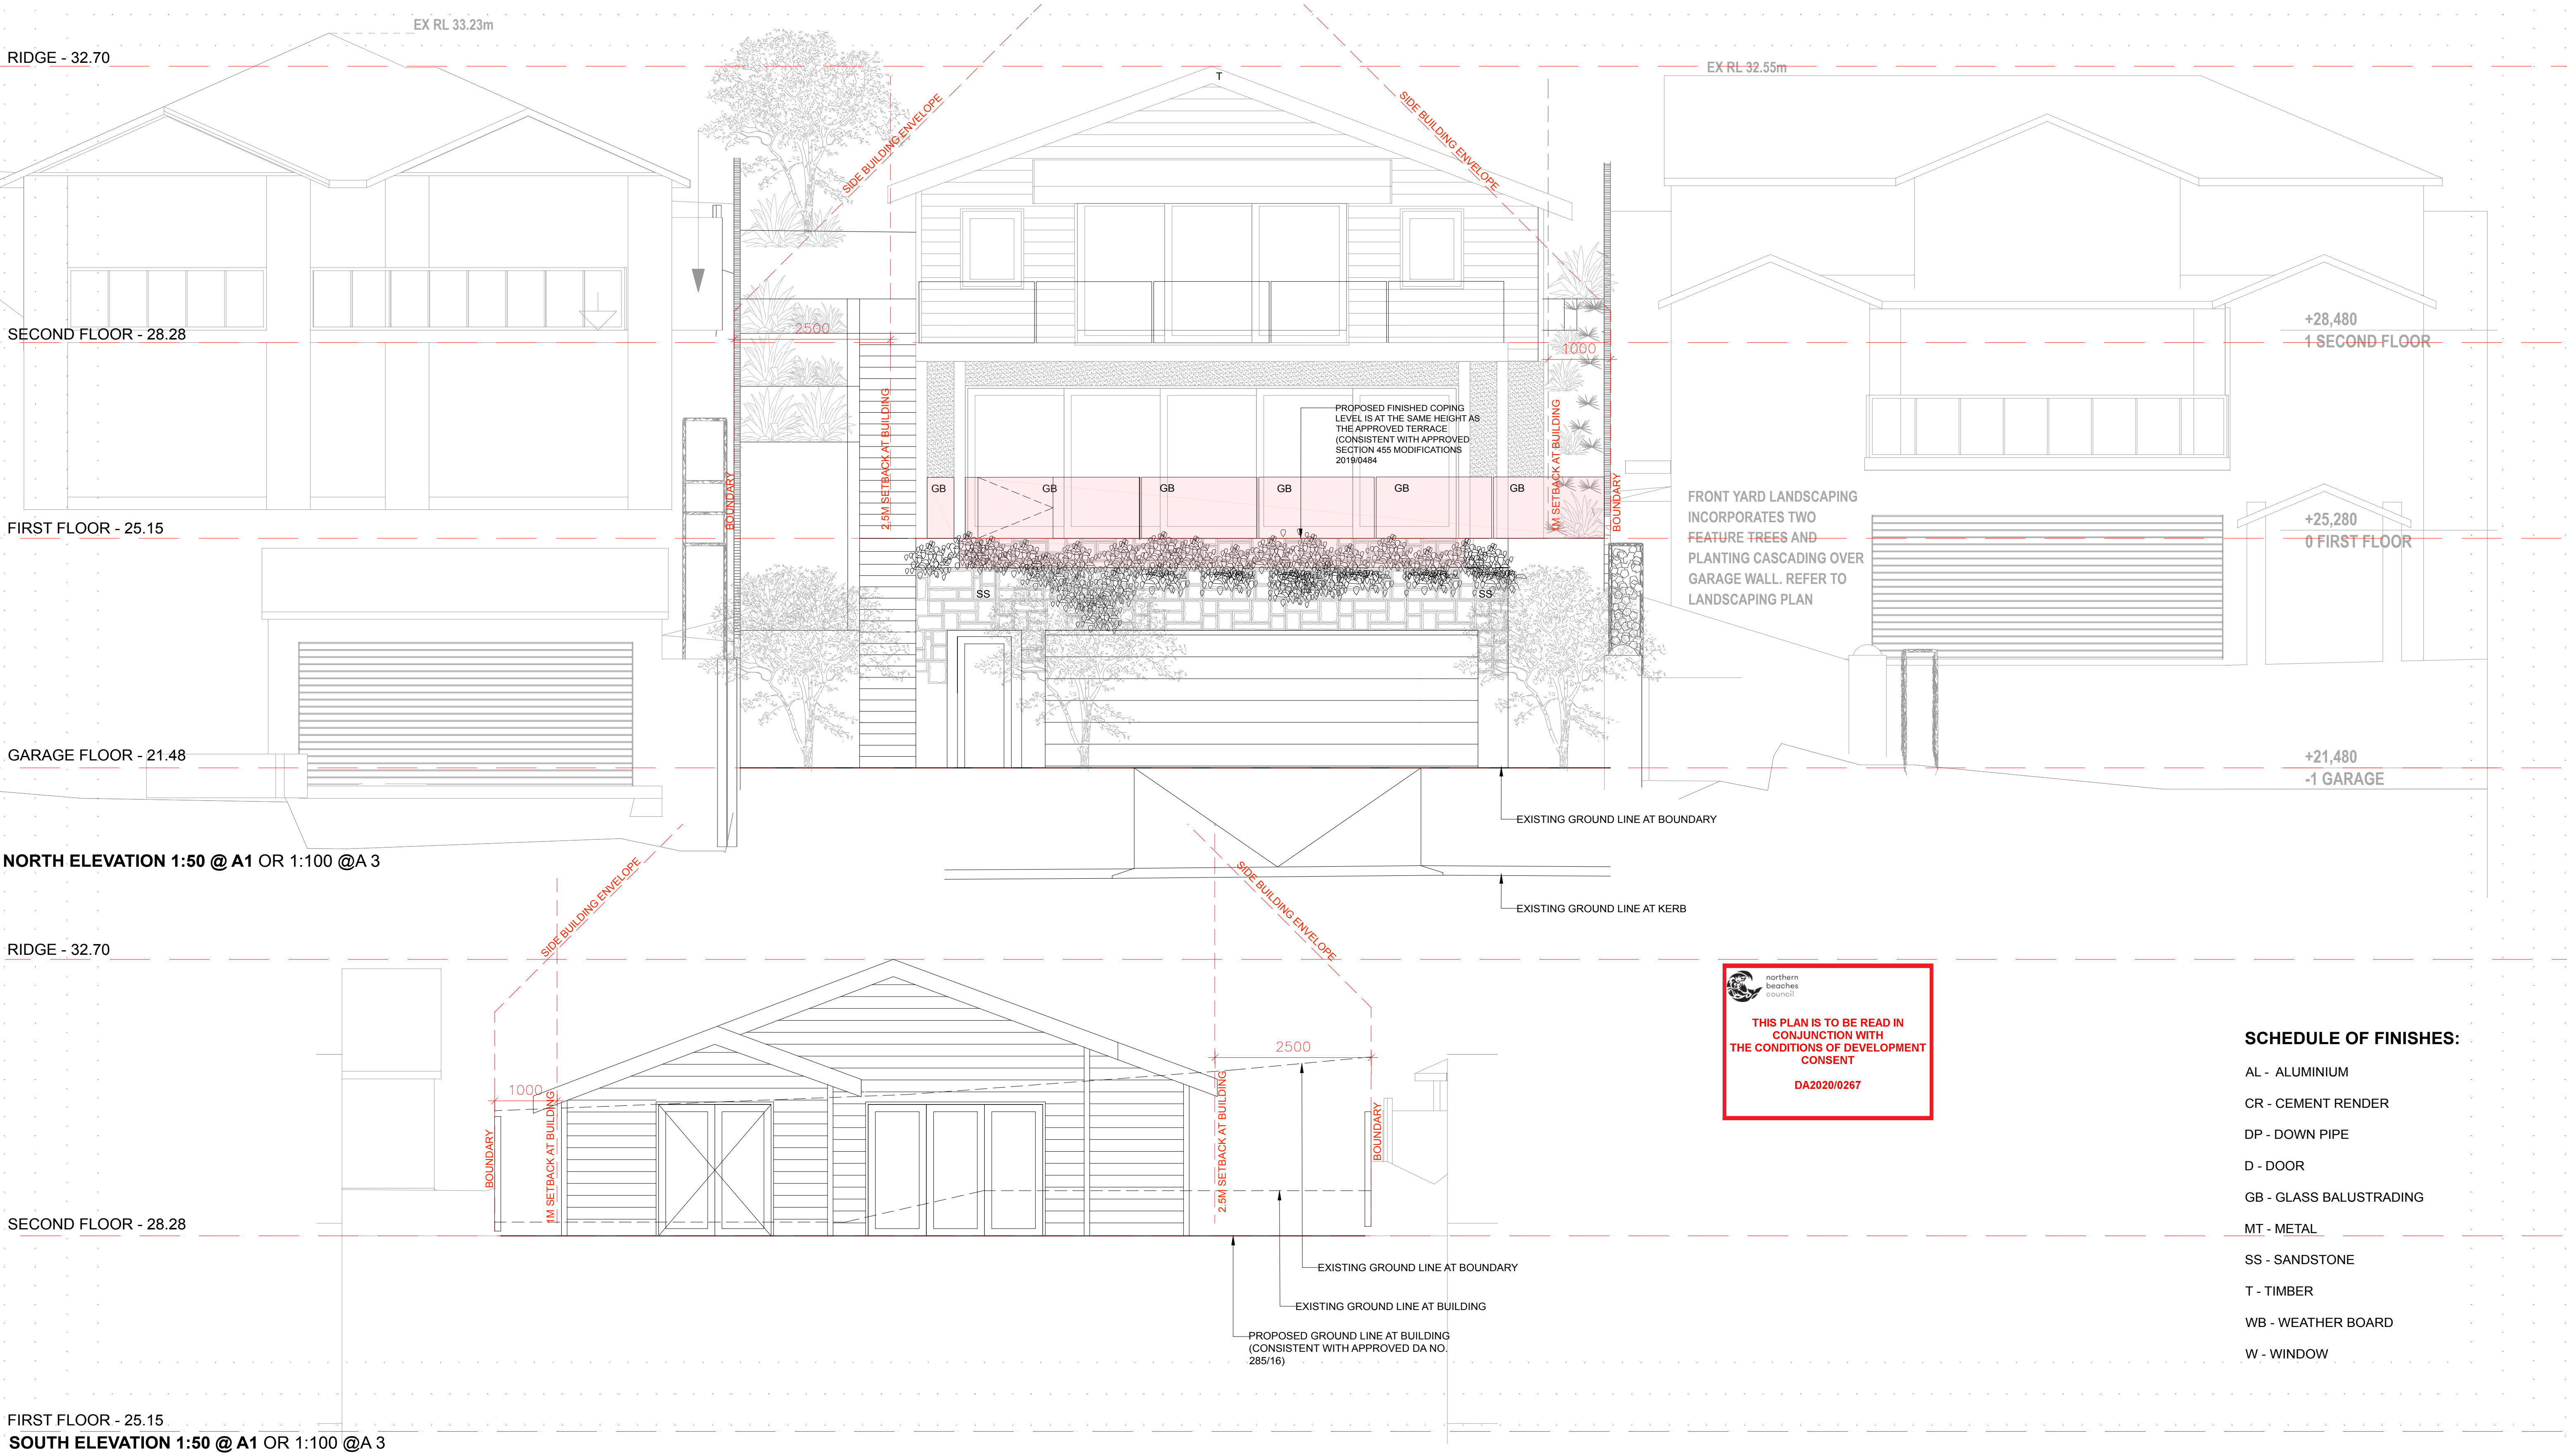 EX RL 33.23m
RIDGE - 32.70
T
EX RL 32.55m
SIDE BUILDING ENVELOPE
SIDE BUILDING ENVELOPE
SECOND FLOOR - 28.28
2500
1000
+28,480
1 SECOND FLOOR
2.5M SETBACK AT BUILDING
1M SETBACK AT BUILDING
BOUNDARY
BOUNDARY
PROPOSED FINISHED COPING
LEVEL IS AT THE SAME HEIGHT AS
THE APPROVED TERRACE
(CONSISTENT WITH APPROVED
SECTION 455 MODIFICATIONS
2019/0484
GB
GB
GB
GB
GB
GB
FRONT YARD LANDSCAPING
INCORPORATES TWO
FEATURE TREES AND
PLANTING CASCADING OVER
GARAGE WALL. REFER TO
LANDSCAPING PLAN
FIRST FLOOR - 25.15
+25,280
0 FIRST FLOOR
SS
SS
GARAGE FLOOR - 21.48
+21,480
-1 GARAGE
EXISTING GROUND LINE AT BOUNDARY
EXISTING GROUND LINE AT KERB
NORTH ELEVATION 1:50 @ A1 OR 1:100 @A 3
SIDE BUILDING ENVELOPE
SIDE BUILDING ENVELOPE
RIDGE - 32.70
1000
2500
BOUNDARY
1M SETBACK AT BUILDING
2.5M SETBACK AT BUILDING
BOUNDARY
SECOND FLOOR - 28.28
EXISTING GROUND LINE AT BOUNDARY
EXISTING GROUND LINE AT BUILDING
PROPOSED GROUND LINE AT BUILDING
(CONSISTENT WITH APPROVED DA NO.
285/16)
FIRST FLOOR - 25.15
SOUTH ELEVATION 1:50 @ A1 OR 1:100 @A 3
northern
beaches
council
THIS PLAN IS TO BE READ IN
CONJUNCTION WITH
THE CONDITIONS OF DEVELOPMENT
CONSENT
DA2020/0267
SCHEDULE OF FINISHES:
AL - ALUMINIUM
CR - CEMENT RENDER
DP - DOWN PIPE
D - DOOR
GB - GLASS BALUSTRADING
MT - METAL
SS - SANDSTONE
T - TIMBER
WB - WEATHER BOARD
W - WINDOW